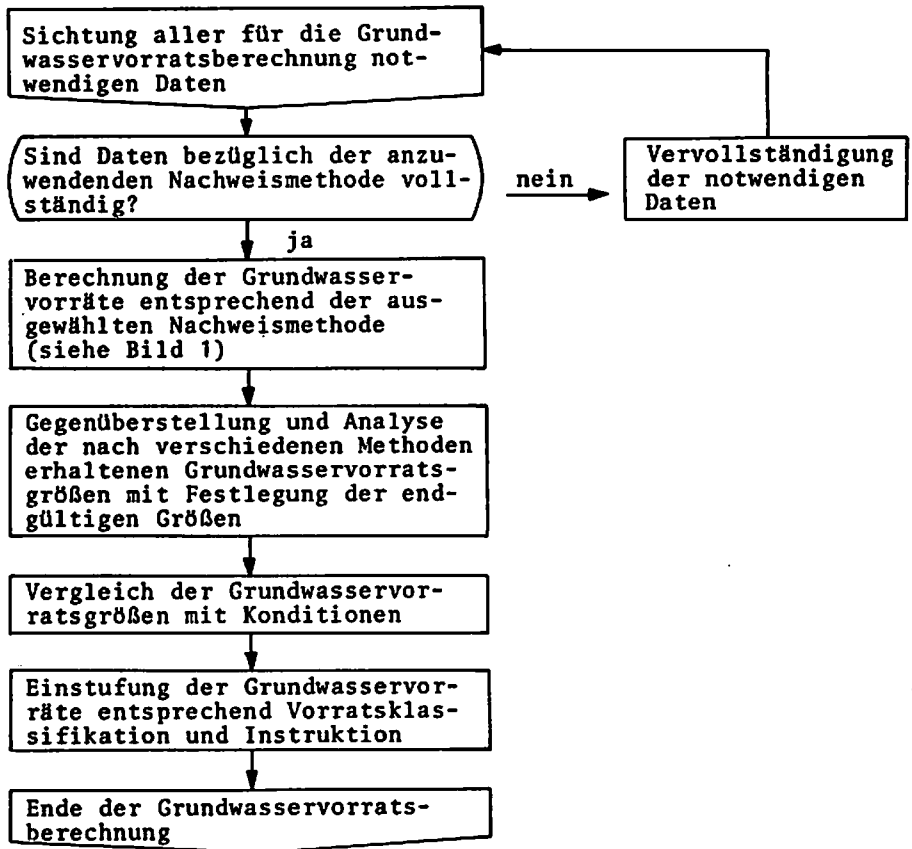 Sichtung aller für die Grund-
wasservorratsberechnung not-
wendigen Daten
Sind Daten bezüglich der anzu-
wendenden Nachweismethode voll-
ständig?
nein
Vervollständigung
der notwendigen
Daten
ja
Berechnung der Grundwasser-
vorräte entsprechend der aus-
gewählten Nachweismethode
(siehe Bild 1)
Gegenüberstellung und Analyse
der nach verschiedenen Methoden
erhaltenen Grundwasservorrats-
größen mit Festlegung der end-
gültigen Größen
Vergleich der Grundwasservor-
ratsgrößen mit Konditionen
Einstufung der Grundwasservor-
räte entsprechend Vorratsklas-
sifikation und Instruktion
Ende der Grundwasservorrats-
berechnung